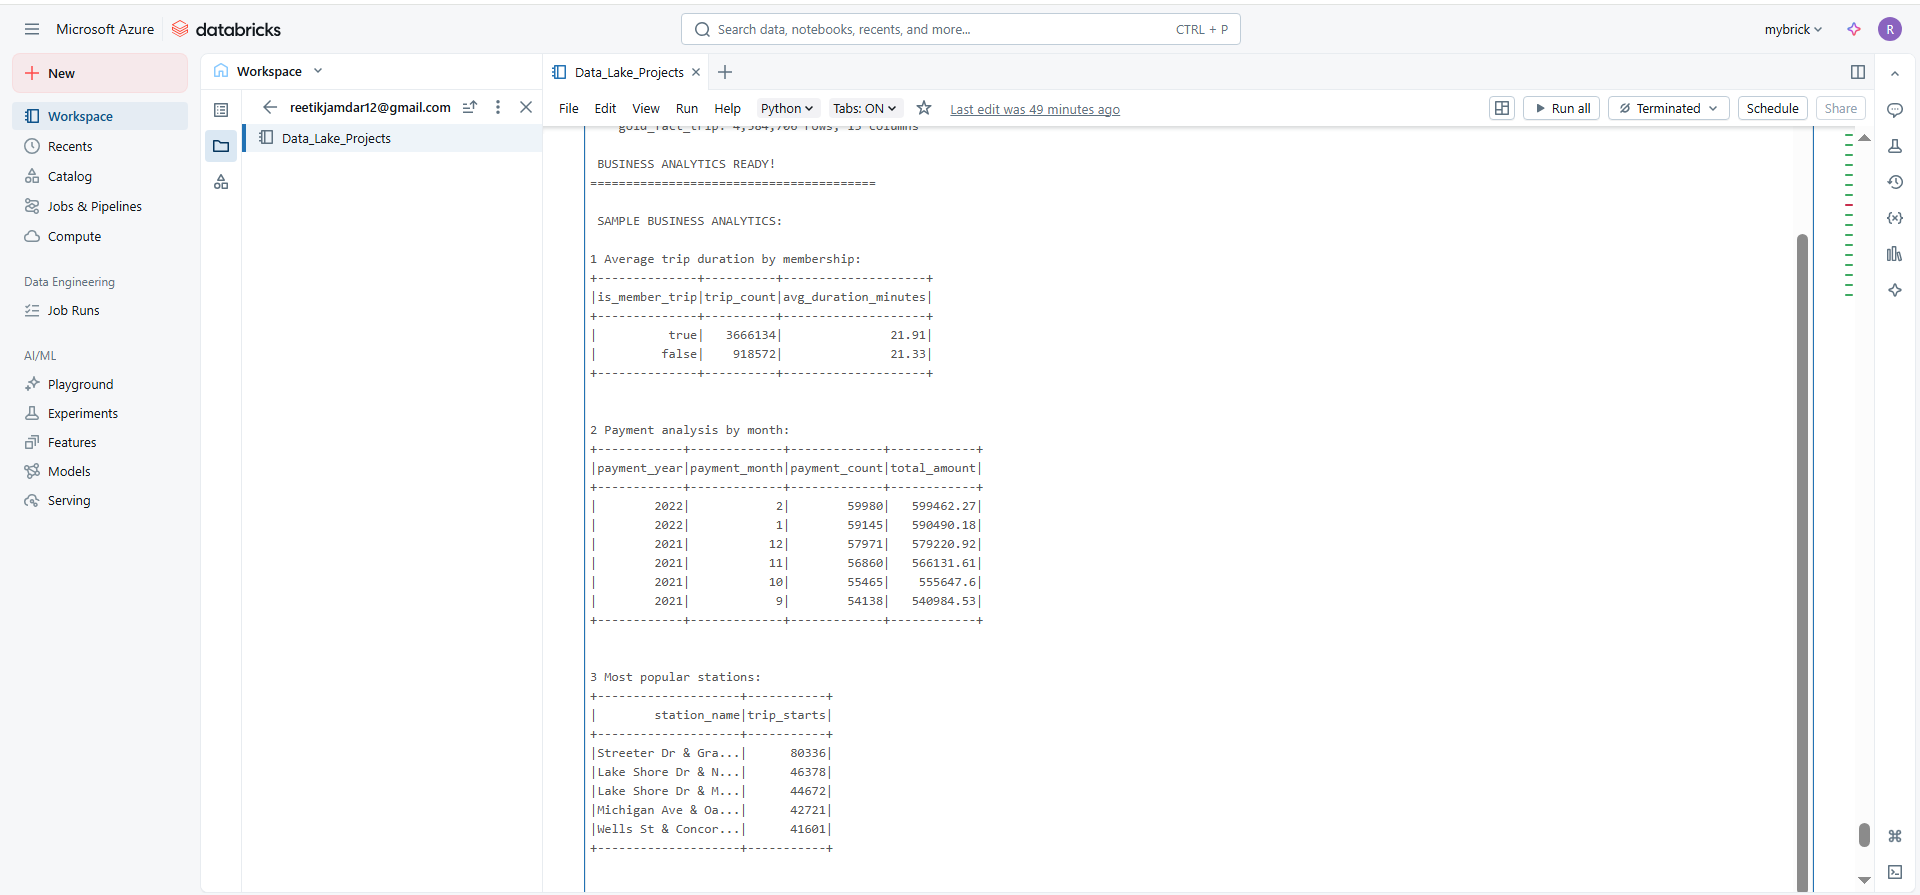 Microsoft Azure databricks
Search data, notebooks, recents, and more... CTRL + P
mybrick
R
New
Workspace
Recents
Catalog
Jobs & Pipelines
Compute
Data Engineering
Job Runs
AI/ML
Playground
Experiments
Features
Models
Serving
Workspace
reetikjamdar12@gmail.com
Data_Lake_Projects
Data_Lake_Projects
File Edit View Run Help Python Tabs: ON Last edit was 49 minutes ago
Run all Terminated Schedule Share
gold_fact_trip: 4,584,706 rows, 15 columns
BUSINESS ANALYTICS READY!
========================================
SAMPLE BUSINESS ANALYTICS:
1 Average trip duration by membership:
+--------------+----------+--------------------+
|is_member_trip|trip_count|avg_duration_minutes|
+--------------+----------+--------------------+
|          true|   3666134|               21.91|
|         false|    918572|               21.33|
+--------------+----------+--------------------+
2 Payment analysis by month:
+------------+-------------+-------------+------------+
|payment_year|payment_month|payment_count|total_amount|
+------------+-------------+-------------+------------+
|        2022|            2|        59980|   599462.27|
|        2022|            1|        59145|   590490.18|
|        2021|           12|        57971|   579220.92|
|        2021|           11|        56860|   566131.61|
|        2021|           10|        55465|    555647.6|
|        2021|            9|        54138|   540984.53|
+------------+-------------+-------------+------------+
3 Most popular stations:
+--------------------+-----------+
|        station_name|trip_starts|
+--------------------+-----------+
|Streeter Dr & Gra...|      80336|
|Lake Shore Dr & N...|      46378|
|Lake Shore Dr & M...|      44672|
|Michigan Ave & Oa...|      42721|
|Wells St & Concor...|      41601|
+--------------------+-----------+